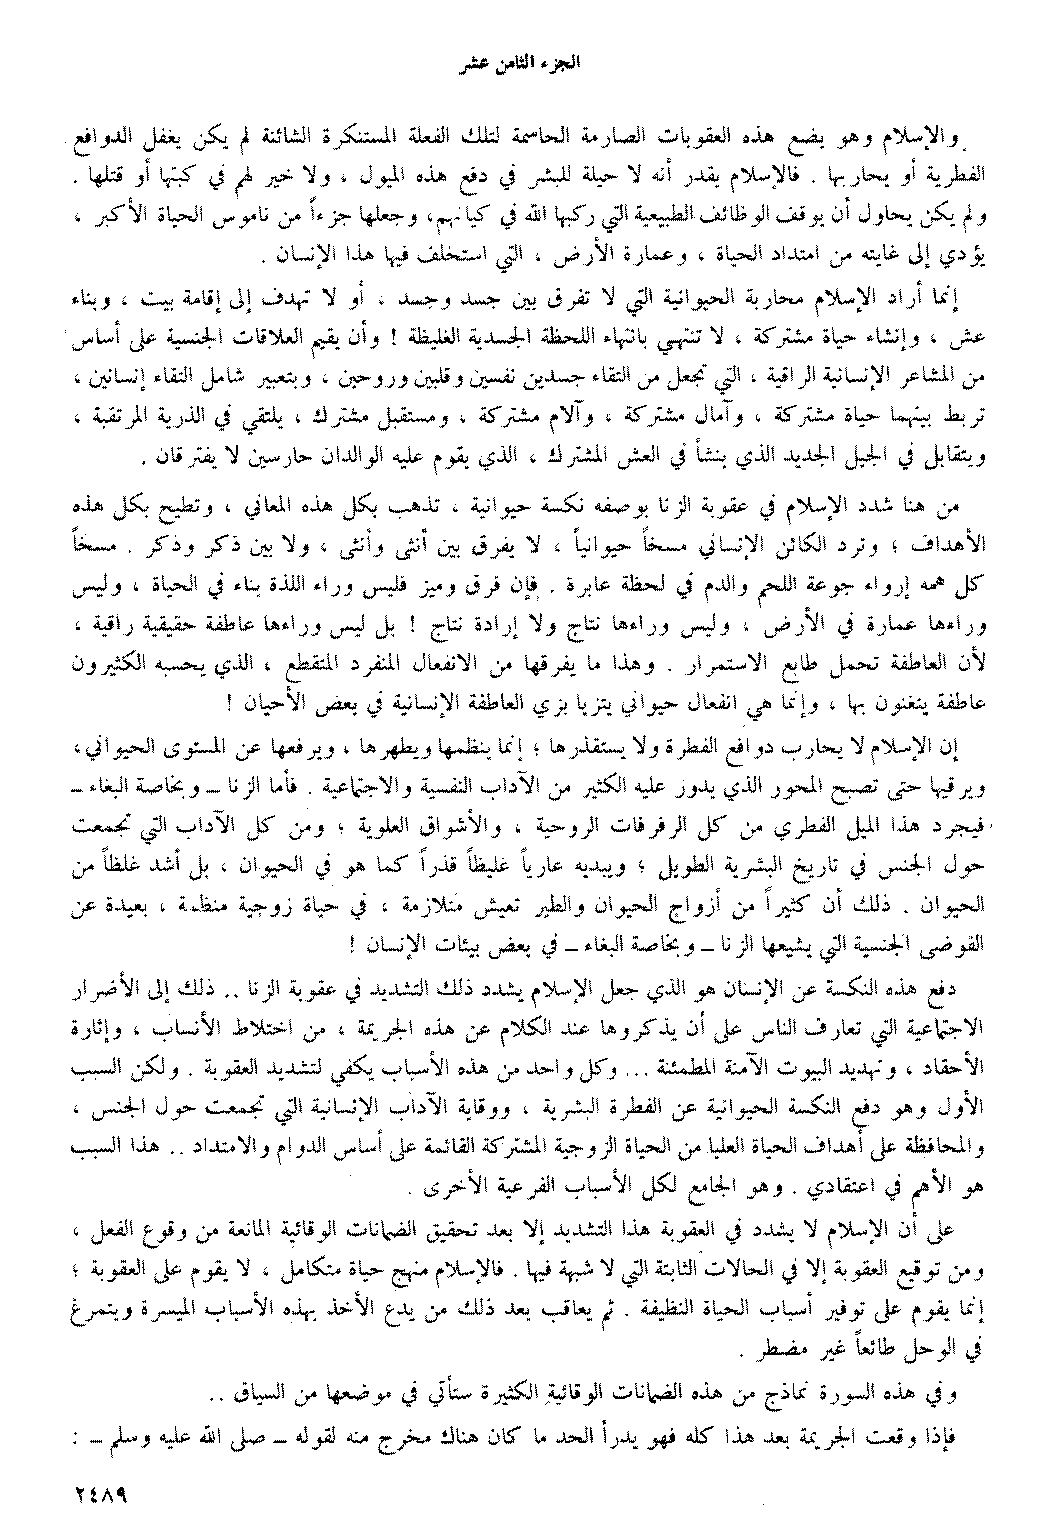 الجزء الثامن عشر
والإسلام وهو يضع هذه العقوبات الصارمة الحاسمة لتلك الفعلة المستنكرة الشائنة لم يكن يغفل الدوافع
الفطرية أو يحاربها . فالإسلام يقدر أنه لا حيلة للبشر في دفع هذه الميول ، ولا خير لهم في كبتها أو قتلها .
ولم يكن يحاول أن يوقف الوظائف الطبيعية التي ركبها الله في كيانهم، وجعلها جزءاً من ناموس الحياة الأكبر ،
يؤدي إلى غايته من امتداد الحياة ، وعمارة الأرض ، التي استخلف فيها هذا الإنسان .
إنما أراد الإسلام محاربة الحيوانية التي لا تفرق بين جسد وجسد ، أو لا تهدف إلى إقامة بيت ، وبناء
عش ، وإنشاء حياة مشتركة ، لا تنتهي بانتهاء اللحظة الجسدية الغليظة ! وأن يقيم العلاقات الجنسية على أساس
من المشاعر الإنسانية الراقية ، التي تجعل من التقاء جسدين نفسين وقلبين وروحين ، وبتعبير شامل التقاء إنسانين ،
تربط بينهما حياة مشتركة ، وآمال مشتركة ، وآلام مشتركة ، ومستقبل مشترك ، يلتقي في الذرية المرتقبة ،
ويتقابل في الجيل الجديد الذي ينشأ في العش المشترك ، الذي يقوم عليه الوالدان حارسين لا يفترقان .
من هنا شدد الإسلام في عقوبة الزنا بوصفه نكسة حيوانية ، تذهب بكل هذه المعاني ، وتطيح بكل هذه
الأهداف ؛ وترد الكائن الإنساني مسخاً حيوانياً ، لا يفرق بين أنثى وأنثى ، ولا بين ذكر وذكر . مسخاً
كل همه إرواء جوعة اللحم والدم في لحظة عابرة . فإن فرق وميز فليس وراء اللذة بناء في الحياة ، وليس
وراءها عمارة في الأرض ، وليس وراءها نتاج ولا إرادة نتاج ! بل ليس وراءها عاطفة حقيقية راقية ،
لأن العاطفة تحمل طابع الاستمرار . وهذا ما يفرقها من الانفعال المنفرد المتقطع ، الذي يحسبه الكثيرون
عاطفة يتغنون بها ، وإنما هي انفعال حيواني يتزيا بزي العاطفة الإنسانية في بعض الأحيان !
إن الإسلام لا يحارب دوافع الفطرة ولا يستقذرها ؛ إنما ينظمها ويطهرها ، ويرفعها عن المستوى الحيواني،
ويرقيها حتى تصبح المحور الذي يدور عليه الكثير من الآداب النفسية والاجتماعية . فأما الزنا – وبخاصة البغاء –
فيجرد هذا الميل الفطري من كل الرفرفات الروحية ، والأشواق العلوية ؛ ومن كل الآداب التي تجمعت
حول الجنس في تاريخ البشرية الطويل ؛ ويبديه عارياً غليظاً قذراً كما هو في الحيوان ، بل أشد غلظاً من
الحيوان . ذلك أن كثيراً من أزواج الحيوان والطير تعيش متلازمة ، في حياة زوجية منظمة ، بعيدة عن
الفوضى الجنسية التي يشيعها الزنا – وبخاصة البغاء – في بعض بيئات الإنسان !
دفع هذه النكسة عن الإنسان هو الذي جعل الإسلام يشدد ذلك التشديد في عقوبة الزنا .. ذلك إلى الأضرار
الاجتماعية التي تعارف الناس على أن يذكروها عند الكلام عن هذه الجريمة ، من اختلاط الأنساب ، وإثارة
الأحقاد ، وتهديد البيوت الآمنة المطمئنة ... وكل واحد من هذه الأسباب يكفي لتشديد العقوبة . ولكن السبب
الأول وهو دفع النكسة الحيوانية عن الفطرة البشرية ، ووقاية الآداب الإنسانية التي تجمعت حول الجنس ،
والمحافظة على أهداف الحياة العليا من الحياة الزوجية المشتركة القائمة على أساس الدوام والامتداد .. هذا السبب
هو الأهم في اعتقادي . وهو الجامع لكل الأسباب الفرعية الأخرى .
على أن الإسلام لا يشدد في العقوبة هذا التشديد إلا بعد تحقيق الضمانات الوقائية المانعة من وقوع الفعل ،
ومن توقيع العقوبة إلا في الحالات الثابتة التي لا شبهة فيها . فالإسلام منهج حياة متكامل ، لا يقوم على العقوبة ؛
إنما يقوم على توفير أسباب الحياة النظيفة . ثم يعاقب بعد ذلك من يدع الأخذ بهذه الأسباب الميسرة ويتمرغ
في الوحل طائعاً غير مضطر .
وفي هذه السورة نماذج من هذه الضمانات الوقائية الكثيرة ستأتي في موضعها من السياق ..
فإذا وقعت الجريمة بعد هذا كله فهو يدرأ الحد ما كان هناك مخرج منه لقوله – صلى الله عليه وسلم – :
٢٤٨٩